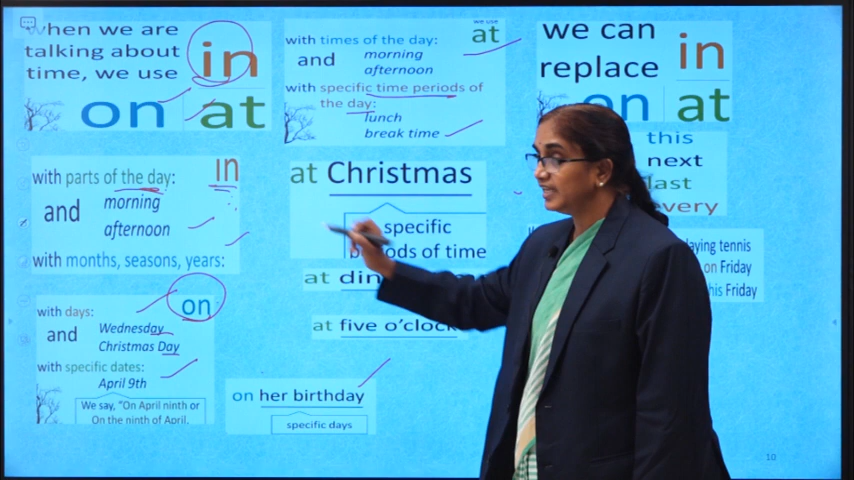 when we are
talking about
time, we use
in
on at
with parts of the day:
in
and
morning
afternoon
with months, seasons, years:
with days:
on
and
Wednesday
Christmas Day
with specific dates:
April 9th
We say, "On April ninth or
On the ninth of April.
we use
at
with times of the day:
and
morning
afternoon
with specific time periods of
the day:
lunch
break time
at Christmas
specific
periods of time
at
at five o'clock
on her birthday
specific days
we can
replace
in
on at
this
next
last
every
playing tennis
on Friday
this Friday
10